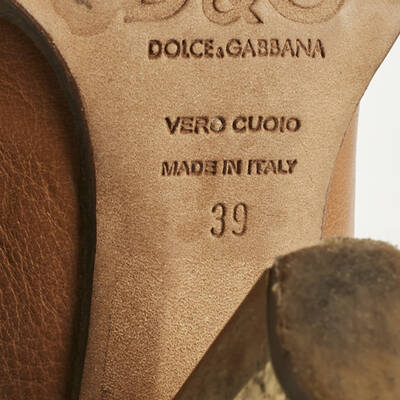 D&G
DOLCE&GABBANA
VERO CUOIO
MADE IN ITALY
39